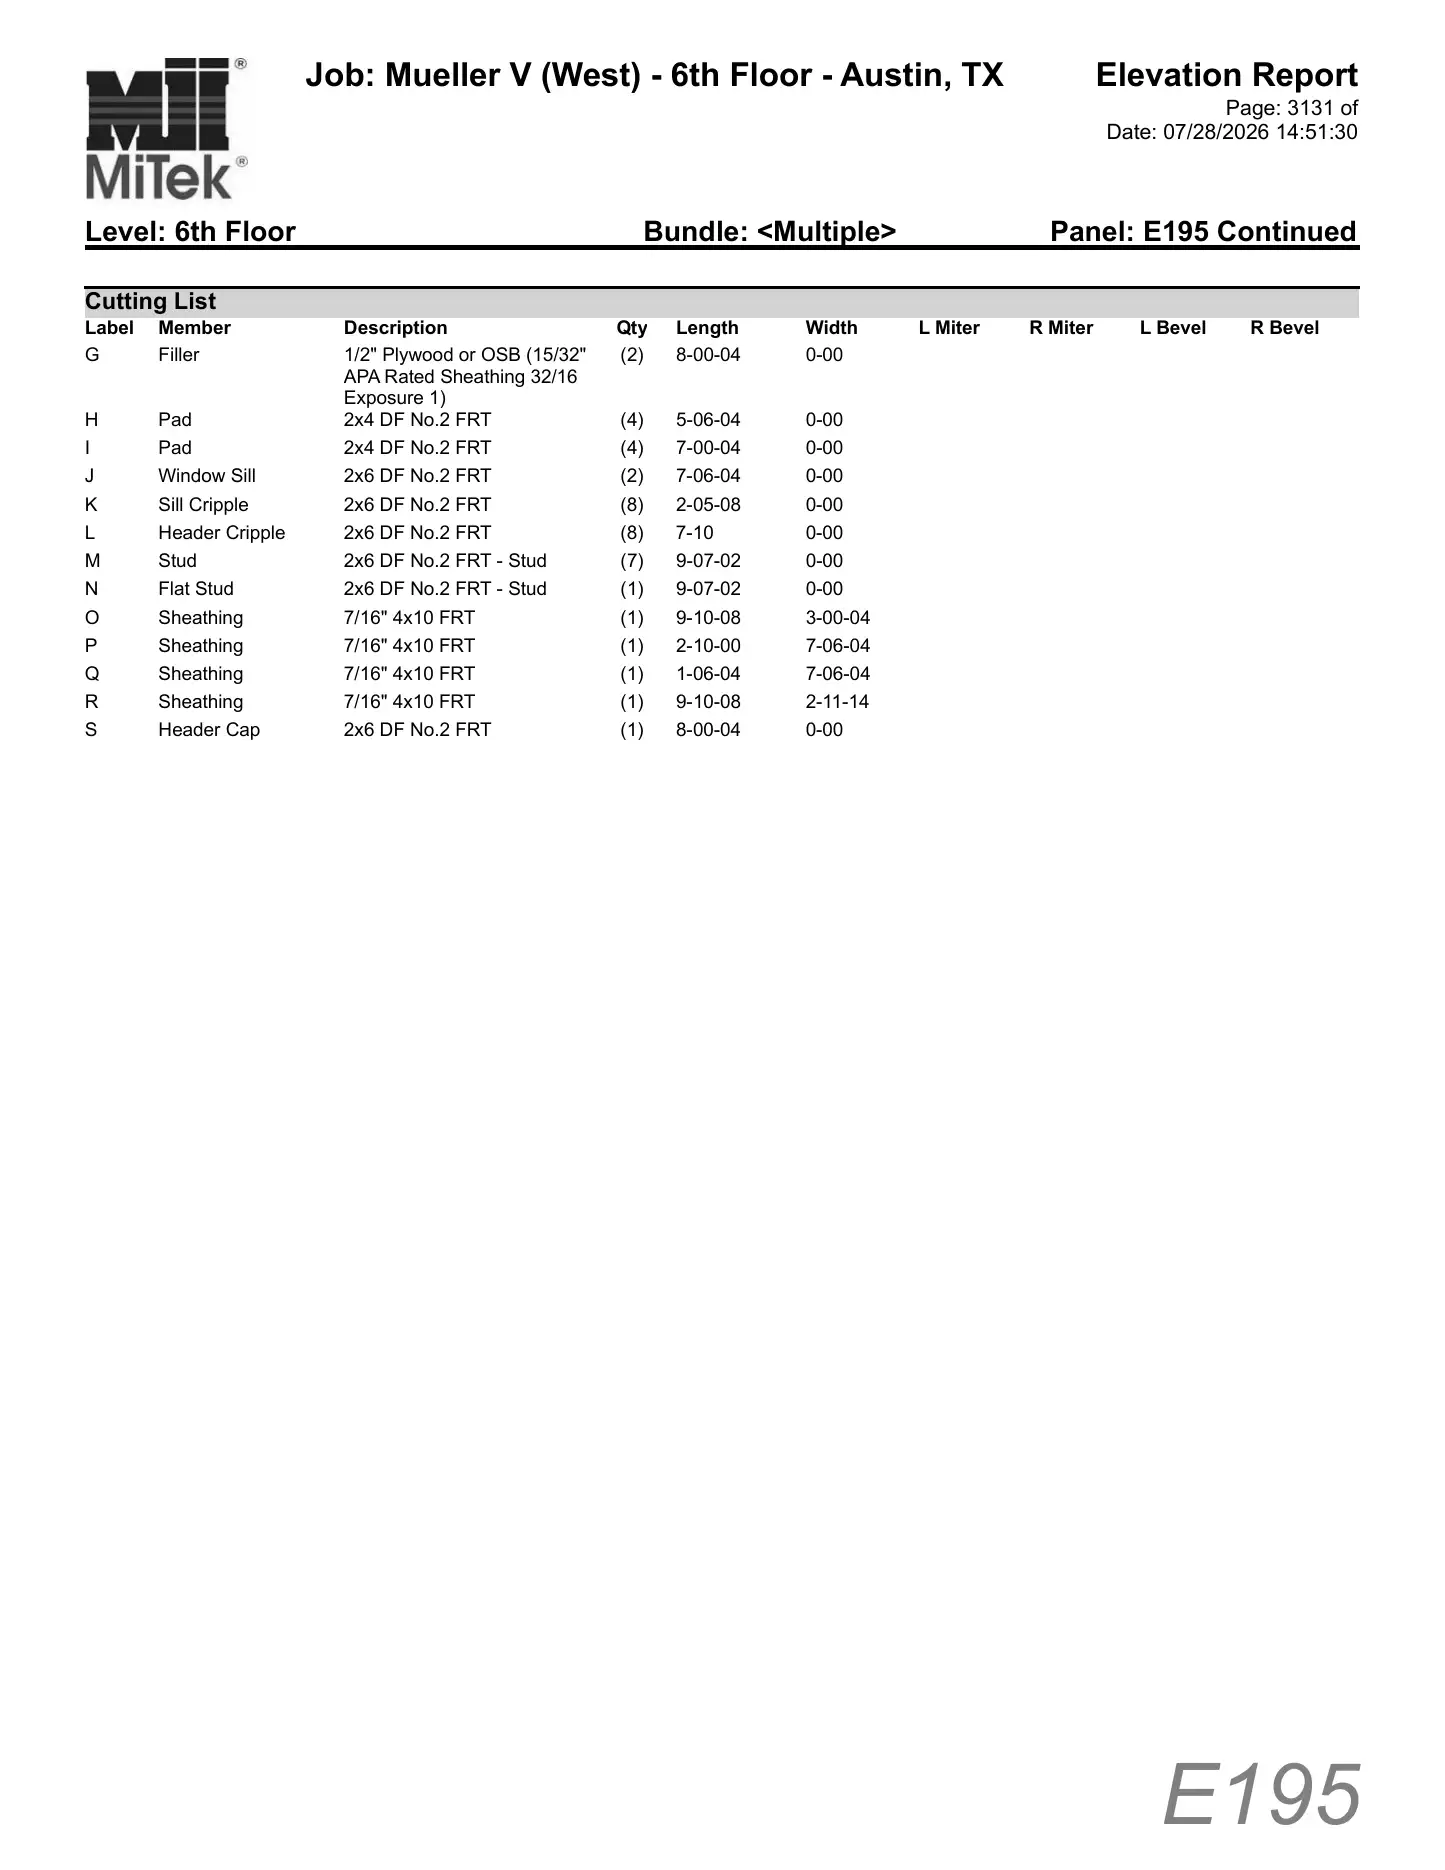 MiTek®
®
Job: Mueller V (West) - 6th Floor - Austin, TX
Elevation Report
Page: 3131 of
Date: 07/28/2026 14:51:30
Level: 6th Floor Bundle: <Multiple> Panel: E195 Continued
Cutting List
Label Member Description Qty Length Width L Miter R Miter L Bevel R Bevel
G Filler 1/2" Plywood or OSB (15/32" (2) 8-00-04 0-00
APA Rated Sheathing 32/16
Exposure 1)
H Pad 2x4 DF No.2 FRT (4) 5-06-04 0-00
I Pad 2x4 DF No.2 FRT (4) 7-00-04 0-00
J Window Sill 2x6 DF No.2 FRT (2) 7-06-04 0-00
K Sill Cripple 2x6 DF No.2 FRT (8) 2-05-08 0-00
L Header Cripple 2x6 DF No.2 FRT (8) 7-10 0-00
M Stud 2x6 DF No.2 FRT - Stud (7) 9-07-02 0-00
N Flat Stud 2x6 DF No.2 FRT - Stud (1) 9-07-02 0-00
O Sheathing 7/16" 4x10 FRT (1) 9-10-08 3-00-04
P Sheathing 7/16" 4x10 FRT (1) 2-10-00 7-06-04
Q Sheathing 7/16" 4x10 FRT (1) 1-06-04 7-06-04
R Sheathing 7/16" 4x10 FRT (1) 9-10-08 2-11-14
S Header Cap 2x6 DF No.2 FRT (1) 8-00-04 0-00
E195